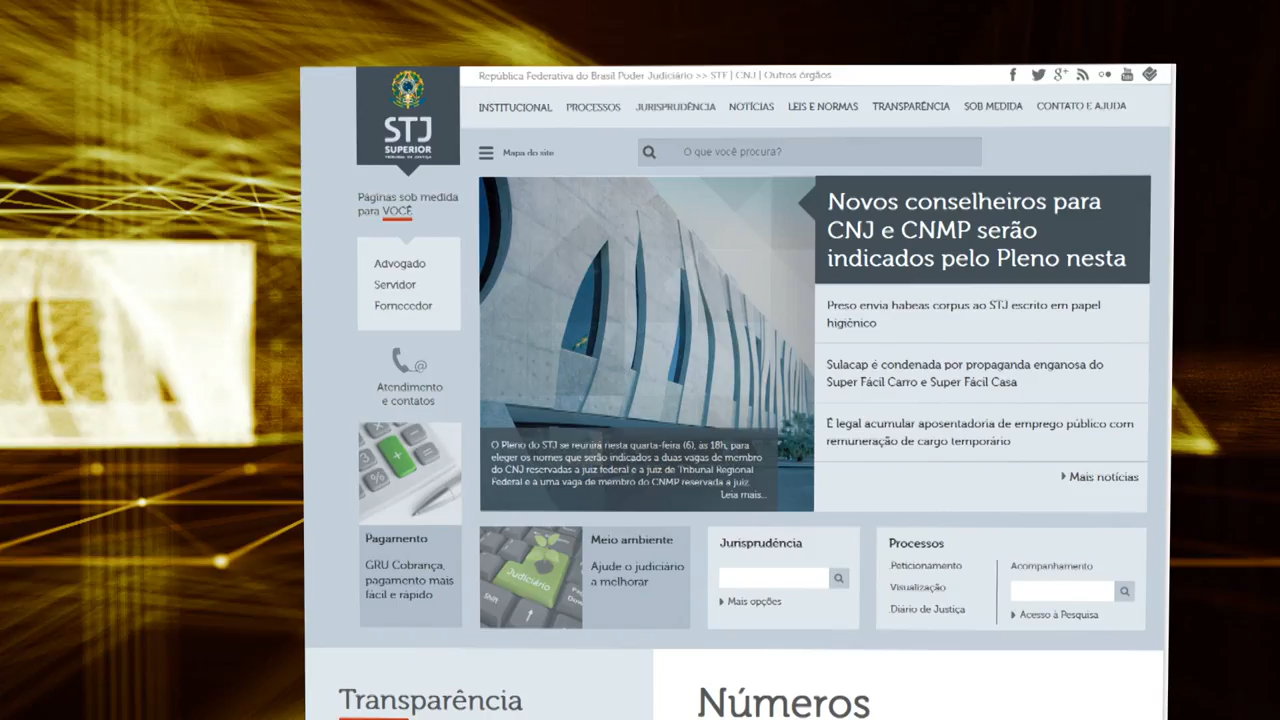 República Federativa do Brasil Poder Judiciário >> STF | CNJ | Outros órgãos
INSTITUCIONAL PROCESSOS JURISPRUDÊNCIA NOTÍCIAS LEIS E NORMAS TRANSPARÊNCIA SOB MEDIDA CONTATO E AJUDA
STJ
SUPERIOR
TRIBUNAL DE JUSTIÇA
Mapa do site
O que você procura?
Páginas sob medida
para VOCÊ
Advogado
Servidor
Fornecedor
Atendimento
e contatos
Novos conselheiros para
CNJ e CNMP serão
indicados pelo Pleno nesta
Preso envia habeas corpus ao STJ escrito em papel
higiênico
Sulacap é condenada por propaganda enganosa do
Super Fácil Carro e Super Fácil Casa
É legal acumular aposentadoria de emprego público com
remuneração de cargo temporário
Mais notícias
O Pleno do STJ se reunirá nesta quarta-feira (6), às 18h, para
eleger os nomes que serão indicados a duas vagas de membro
do CNJ reservadas a juiz federal e a juiz de Tribunal Regional
Federal e a uma vaga de membro do CNMP reservada a juiz
Leia mais...
Pagamento
GRU Cobrança,
pagamento mais
fácil e rápido
Judiciário
Shift
Meio ambiente
Ajude o judiciário
a melhorar
Jurisprudência
Mais opções
Processos
Peticionamento
Visualização
Diário de Justiça
Acompanhamento
Acesso à Pesquisa
Transparência
Números